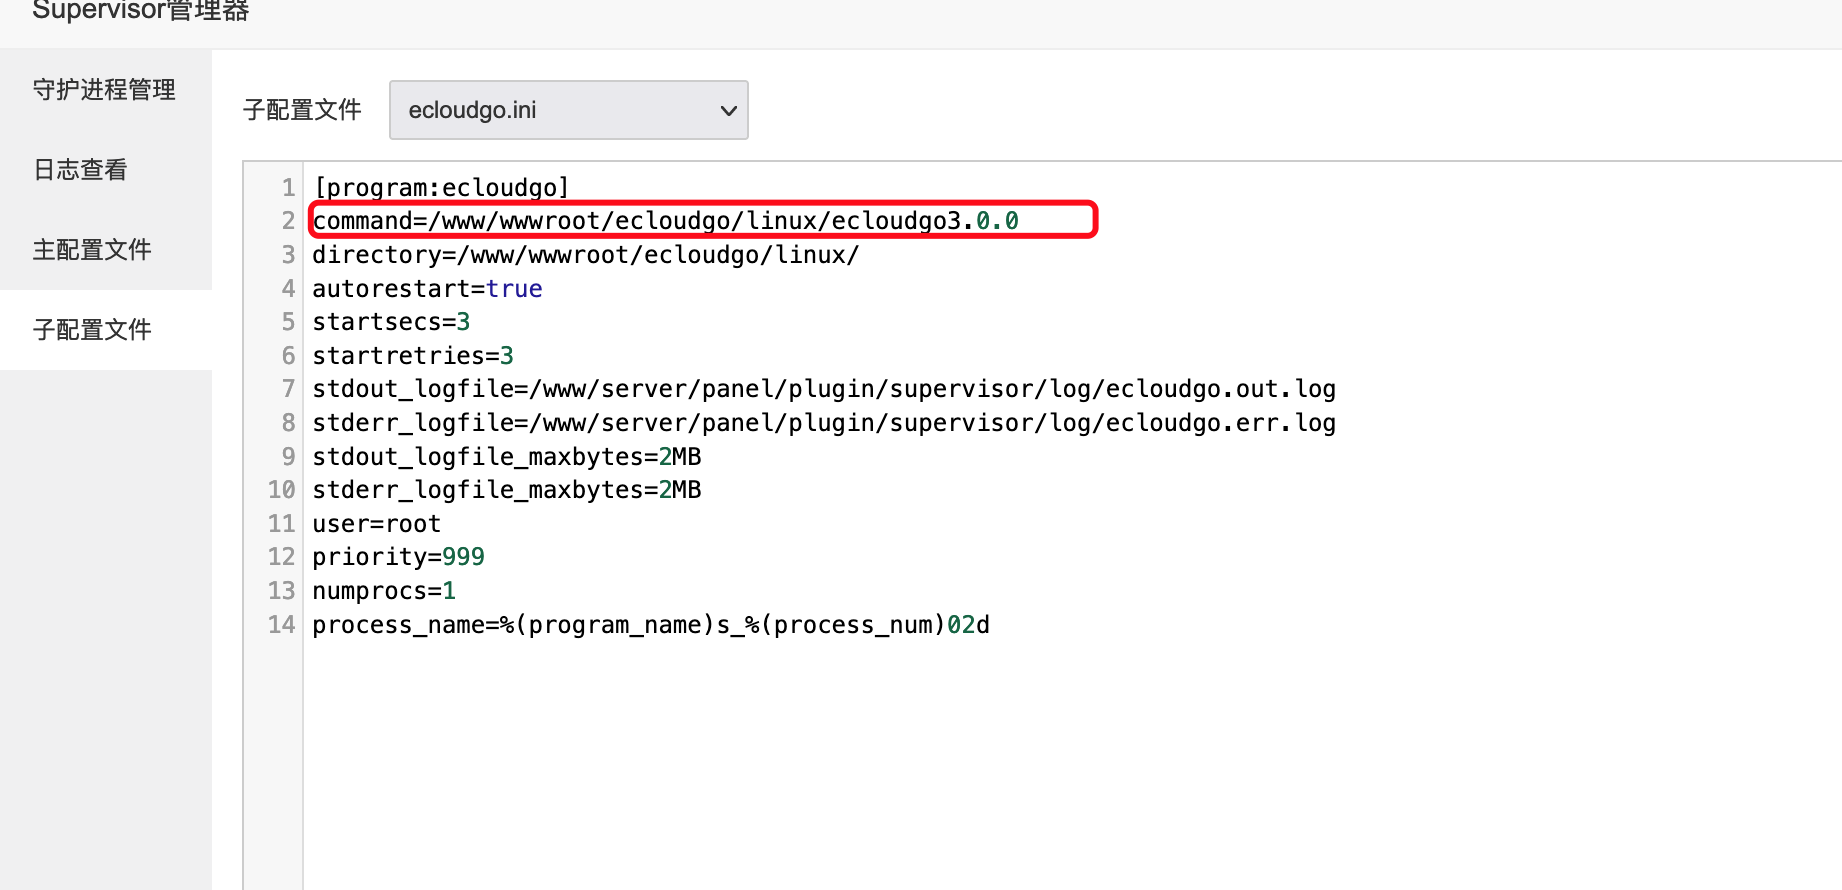 Supervisor管理器
守护进程管理
日志查看
主配置文件
子配置文件
子配置文件 ecloudgo.ini
1 [program:ecloudgo]
2 command=/www/wwwroot/ecloudgo/linux/ecloudgo3.0.0
3 directory=/www/wwwroot/ecloudgo/linux/
4 autorestart=true
5 startsecs=3
6 startretries=3
7 stdout_logfile=/www/server/panel/plugin/supervisor/log/ecloudgo.out.log
8 stderr_logfile=/www/server/panel/plugin/supervisor/log/ecloudgo.err.log
9 stdout_logfile_maxbytes=2MB
10 stderr_logfile_maxbytes=2MB
11 user=root
12 priority=999
13 numprocs=1
14 process_name=%(program_name)s_%(process_num)02d